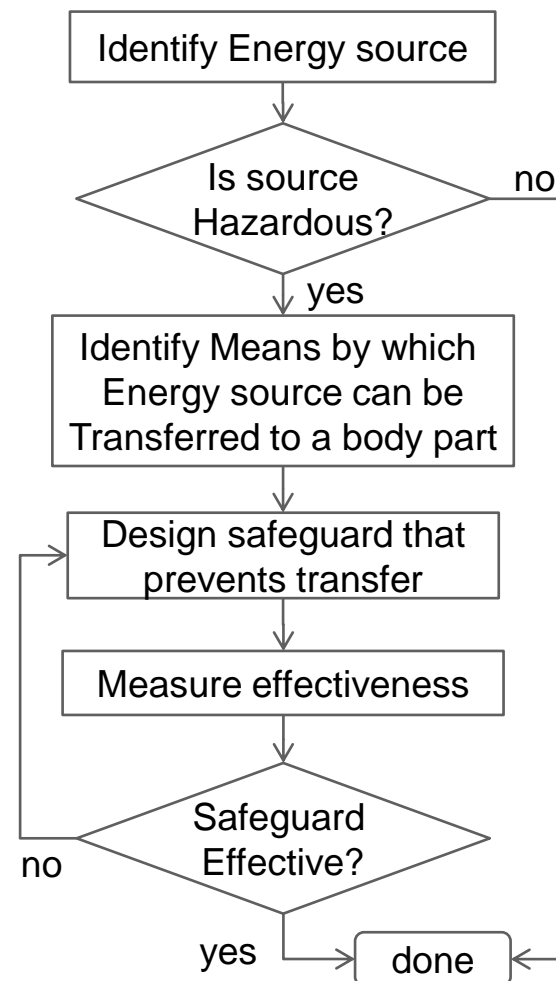 Identify Energy source
Is source
Hazardous?
no
yes
Identify Means by which
Energy source can be
Transferred to a body part
Design safeguard that
prevents transfer
Measure effectiveness
Safeguard
Effective?
no
yes
done